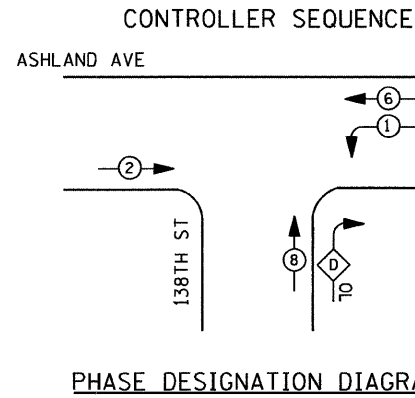 CONTROLLER SEQUENCE
ASHLAND AVE
6
1
2
138TH ST
8
D
OL
PHASE DESIGNATION DIAGRA